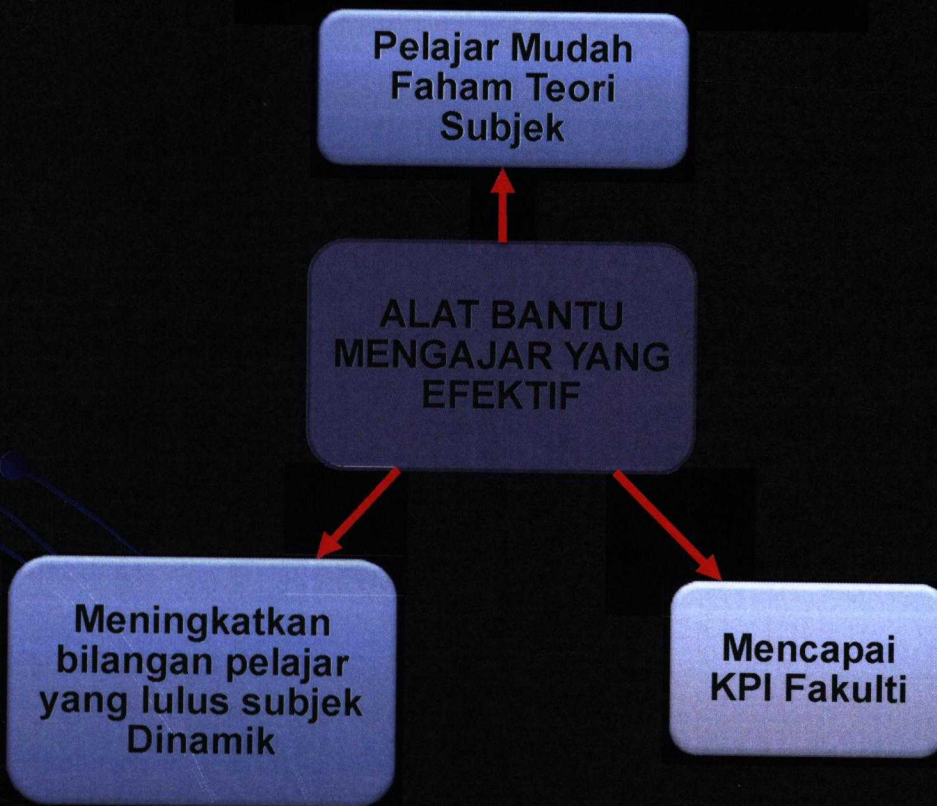 Pelajar Mudah
Faham Teori
Subjek
ALAT BANTU
MENGAJAR YANG
EFEKTIF
Meningkatkan
bilangan pelajar
yang lulus subjek
Dinamik
Mencapai
KPI Fakulti